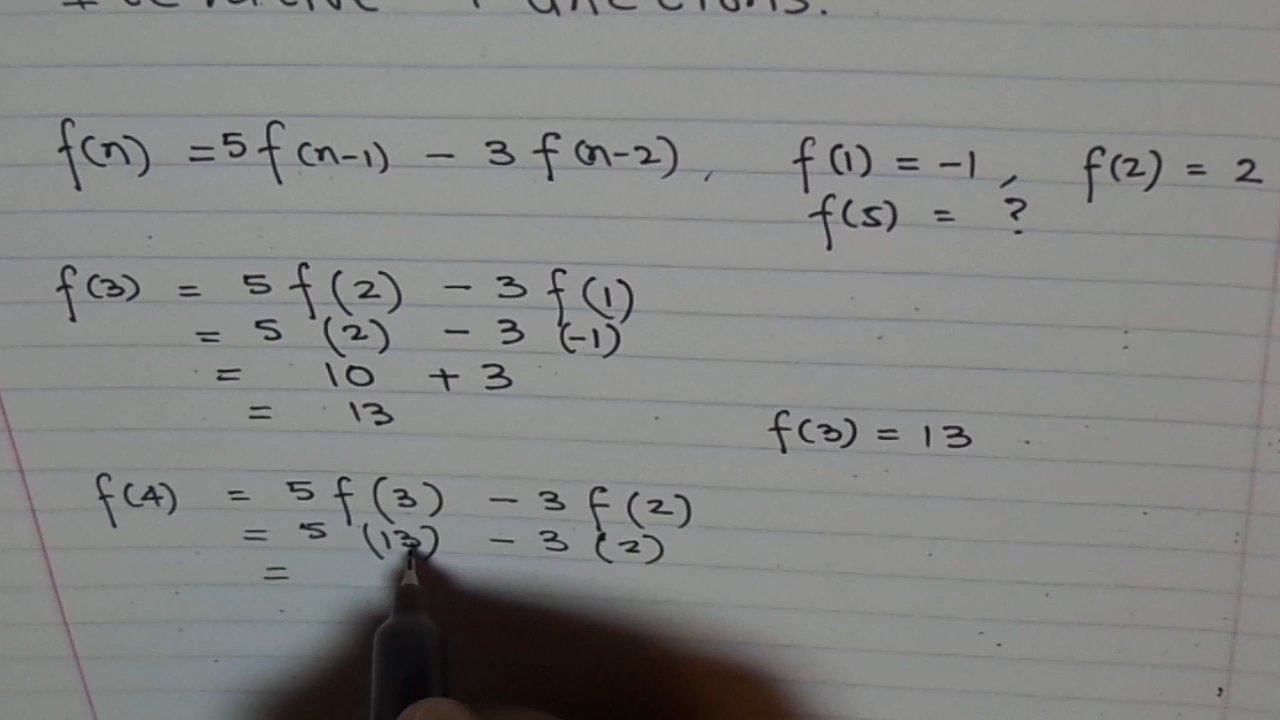 f(n) = 5 f(n-1) - 3 f(n-2), f(1) = -1, f(2) = 2
f(5) = ?
f(3) = 5 f(2) - 3 f(1)
= 5 (2) - 3 (-1)
= 10 + 3
= 13
f(3) = 13
f(4) = 5 f(3) - 3 f(2)
= 5 (13) - 3 (2)
=